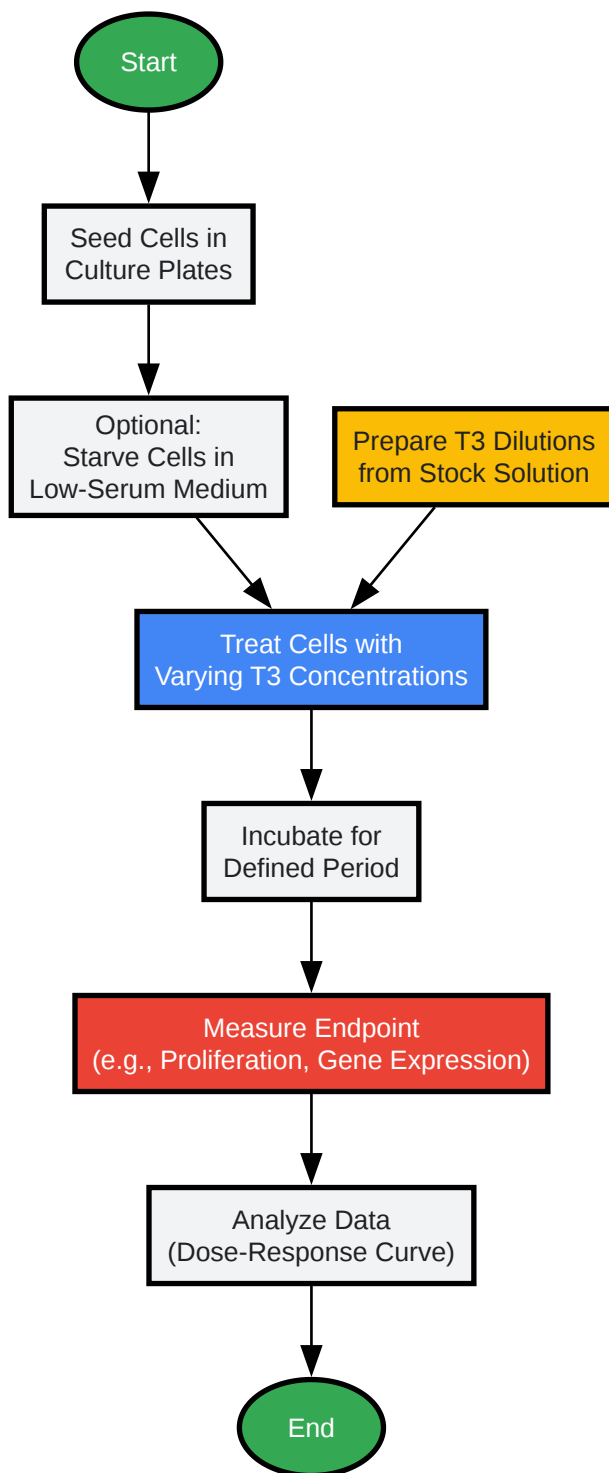 Start
Seed Cells in
Culture Plates
Optional:
Starve Cells in
Low-Serum Medium
Prepare T3 Dilutions
from Stock Solution
Treat Cells with
Varying T3 Concentrations
Incubate for
Defined Period
Measure Endpoint
(e.g., Proliferation, Gene Expression)
Analyze Data
(Dose-Response Curve)
End